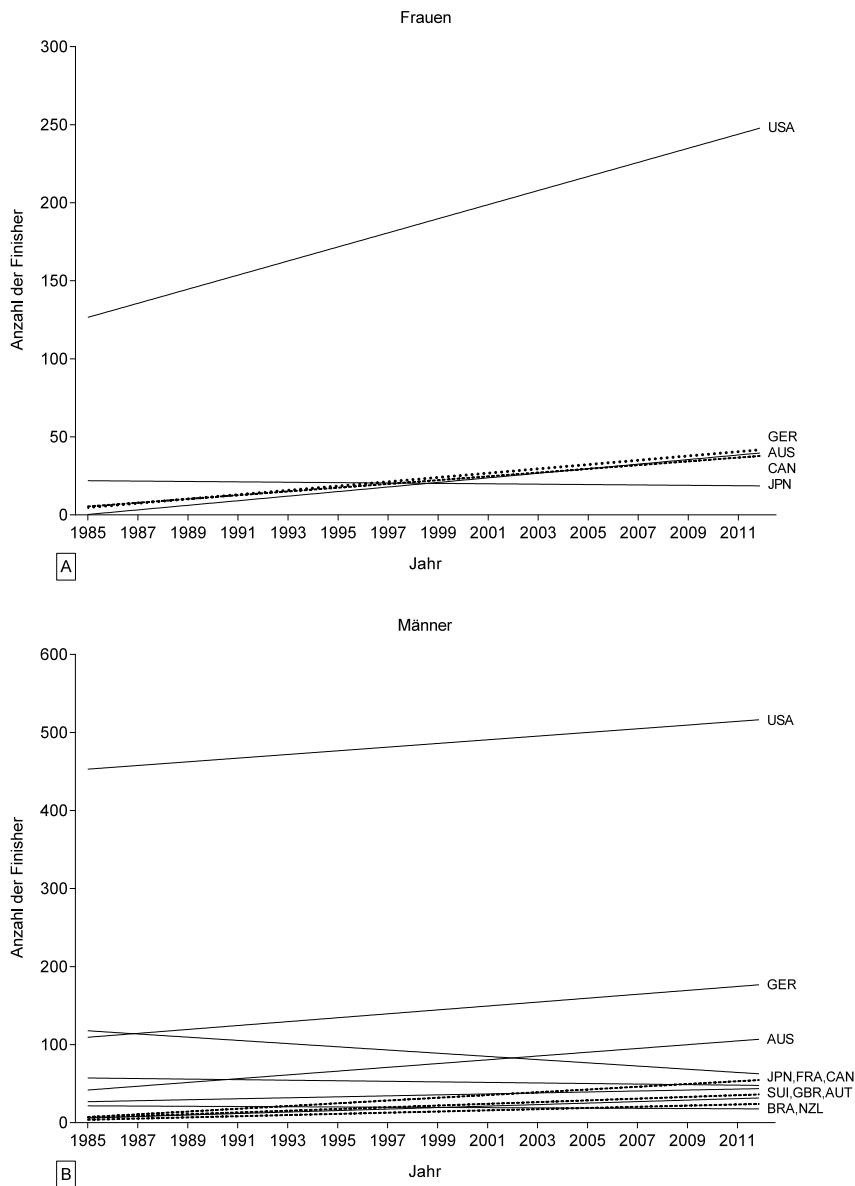 Frauen
300
250
200
150
100
50
0
Anzahl der Finisher
USA
GER
AUS
CAN
JPN
1985 1987 1989 1991 1993 1995 1997 1999 2001 2003 2005 2007 2009 2011
A
Jahr
Männer
600
500
400
300
200
100
0
Anzahl der Finisher
USA
GER
AUS
JPN,FRA,CAN
SUI,GBR,AUT
BRA,NZL
1985 1987 1989 1991 1993 1995 1997 1999 2001 2003 2005 2007 2009 2011
B
Jahr